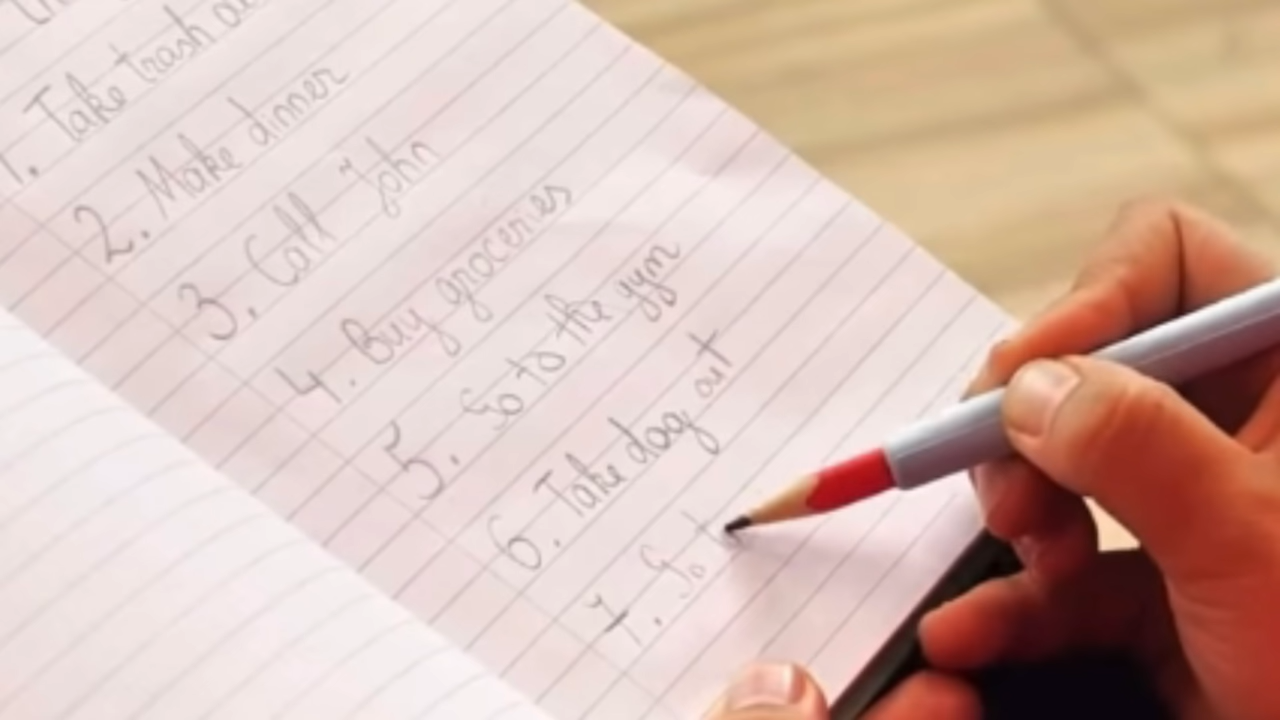 1. Take trash
2. Make dinner
3. Call John
4. Buy groceries
5. Go to the gym
6. Take dog out
7. Go t